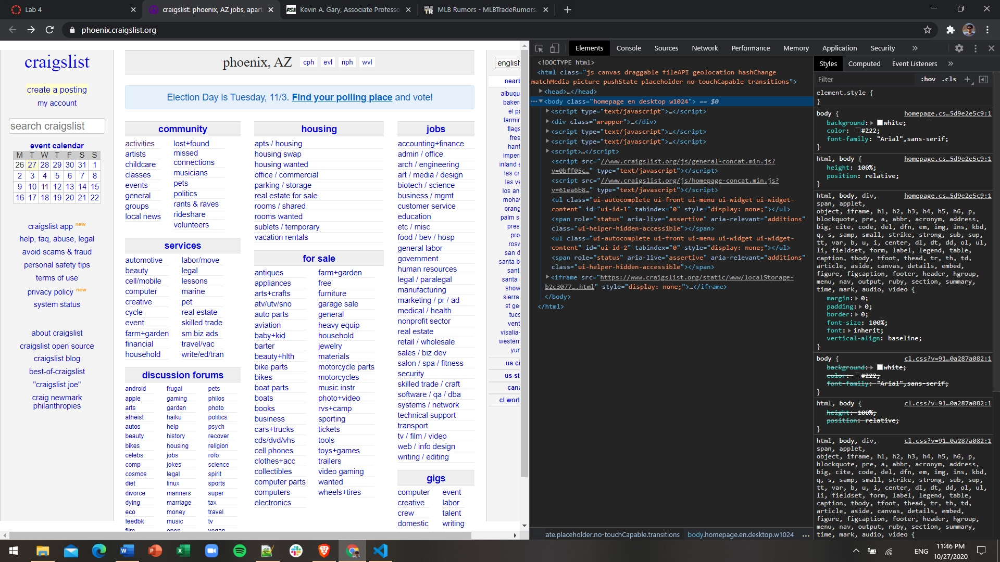 Lab 4
craigslist: phoenix, AZ jobs, apart
Kevin A. Gary, Associate Professo
MLB Rumors - MLBTradeRumors.
phoenix.craigslist.org
craigslist
create a posting
my account
search craigslist
event calendar
M T W T F S S
26 27 28 29 30 31 1
2 3 4 5 6 7 8
9 10 11 12 13 14 15
16 17 18 19 20 21 22
craigslist app new
help, faq, abuse, legal
avoid scams & fraud
personal safety tips
terms of use
privacy policy new
system status
about craigslist
craigslist open source
craigslist blog
best-of-craigslist
"craigslist joe"
craig newmark
philanthropies
phoenix, AZ cph evl nph wvl
Election Day is Tuesday, 11/3. Find your polling place and vote!
community
activities
artists
childcare
classes
events
general
groups
local news
lost+found
missed
connections
musicians
pets
politics
rants & raves
rideshare
volunteers
services
automotive
beauty
cell/mobile
computer
creative
cycle
event
farm+garden
financial
household
labor/move
legal
lessons
marine
pet
real estate
skilled trade
sm biz ads
travel/vac
write/ed/tran
discussion forums
android
apple
arts
atheist
autos
beauty
bikes
celebs
comp
cosmos
diet
divorce
dying
eco
feedbk
film
frugal
gaming
garden
haiku
help
history
housing
jobs
jokes
legal
linux
manners
marriage
money
music
open
pets
philos
photo
politics
psych
recover
religion
rofo
science
spirit
sports
super
tax
travel
tv
vegan
housing
apts / housing
housing swap
housing wanted
office / commercial
parking / storage
real estate for sale
rooms / shared
rooms wanted
sublets / temporary
vacation rentals
for sale
antiques
appliances
arts+crafts
atv/utv/sno
auto parts
aviation
baby+kid
barter
beauty+hlth
bike parts
bikes
boat parts
boats
books
business
cars+trucks
cds/dvd/vhs
cell phones
clothes+acc
collectibles
computer parts
computers
electronics
farm+garden
free
furniture
garage sale
general
heavy equip
household
jewelry
materials
motorcycle parts
motorcycles
music instr
photo+video
rvs+camp
sporting
tickets
tools
toys+games
trailers
video gaming
wanted
wheels+tires
jobs
accounting+finance
admin / office
arch / engineering
art / media / design
biotech / science
business / mgmt
customer service
education
etc / misc
food / bev / hosp
general labor
government
human resources
legal / paralegal
manufacturing
marketing / pr / ad
medical / health
nonprofit sector
real estate
retail / wholesale
sales / biz dev
salon / spa / fitness
security
skilled trade / craft
software / qa / dba
systems / network
technical support
transport
tv / film / video
web / info design
writing / editing
gigs
computer
creative
crew
domestic
event
labor
talent
writing
english
nearb
albuqu
bakers
el pa
farmin
flags
fres
hanf
imperi
inland e
las cr
las ve
los an
mohav
orang
palm s
pres
pro
rosw
san d
santa b
sant
santa
show
sierra
st ge
tucs
vent
visalia-
western
yun
us ci
us st
cana
cl worl
Elements Console Sources Network Performance Memory Application Security »
<!DOCTYPE html>
<html class="js canvas draggable fileAPI geolocation hashChange
matchMedia picture pushState placeholder no-touchCapable transitions">
<head>…</head>
<body class="homepage en desktop w1024"> == $0
<script type="text/javascript">…</script>
<div class="wrapper">…</div>
<script type="text/javascript">…</script>
<script type="text/javascript">…</script>
<script>…</script>
<script src="//www.craigslist.org/js/general-concat.min.js?
v=0bff05c…" type="text/javascript"></script>
<script src="//www.craigslist.org/js/homepage-concat.min.js?
v=61ea6b8…" type="text/javascript"></script>
<ul class="ui-autocomplete ui-front ui-menu ui-widget ui-widget-
content" id="ui-id-1" tabindex="0" style="display: none;"></ul>
<span role="status" aria-live="assertive" aria-relevant="additions"
class="ui-helper-hidden-accessible"></span>
<ul class="ui-autocomplete ui-front ui-menu ui-widget ui-widget-
content" id="ui-id-2" tabindex="0" style="display: none;"></ul>
<span role="status" aria-live="assertive" aria-relevant="additions"
class="ui-helper-hidden-accessible"></span>
<iframe src="https://www.craigslist.org/static/www/localStorage-
b2c3077….html" style="display: none;">…</iframe>
</body>
</html>
ate.placeholder.no-touchCapable.transitions body.homepage.en.desktop.w1024 ...
Styles Computed Event Listeners »
Filter :hov .cls +
element.style {
}
body { homepage.cs…5d9e2e5c9:1
background: white;
color: #222;
font-family: "Arial",sans-serif;
}
html, body { homepage.cs…5d9e2e5c9:1
height: 100%;
position: relative;
}
html, body, div, homepage.cs…5d9e2e5c9:1
span, applet,
object, iframe, h1, h2, h3, h4, h5, h6, p,
blockquote, pre, a, abbr, acronym, address,
big, cite, code, del, dfn, em, img, ins, kbd,
q, s, samp, small, strike, strong, sub, sup,
tt, var, b, u, i, center, dl, dt, dd, ol, ul,
li, fieldset, form, label, legend, table,
caption, tbody, tfoot, thead, tr, th, td,
article, aside, canvas, details, embed,
figure, figcaption, footer, header, hgroup,
menu, nav, output, ruby, section, summary,
time, mark, audio, video {
margin: 0;
padding: 0;
border: 0;
font-size: 100%;
font: inherit;
vertical-align: baseline;
}
body { cl.css?v=91…0a287a082:1
background: white;
color: #222;
font-family: "Arial",sans-serif;
}
html, body { cl.css?v=91…0a287a082:1
height: 100%;
position: relative;
}
html, body, div, cl.css?v=91…0a287a082:1
span, applet,
object, iframe, h1, h2, h3, h4, h5, h6, p,
blockquote, pre, a, abbr, acronym, address,
big, cite, code, del, dfn, em, img, ins, kbd,
q, s, samp, small, strike, strong, sub, sup,
tt, var, b, u, i, center, dl, dt, dd, ol, ul,
li, fieldset, form, label, legend, table,
caption, tbody, tfoot, thead, tr, th, td,
article, aside, canvas, details, embed,
figure, figcaption, footer, header, hgroup,
menu, nav, output, ruby, section, summary,
time, mark, audio, video {
ENG
11:46 PM
10/27/2020